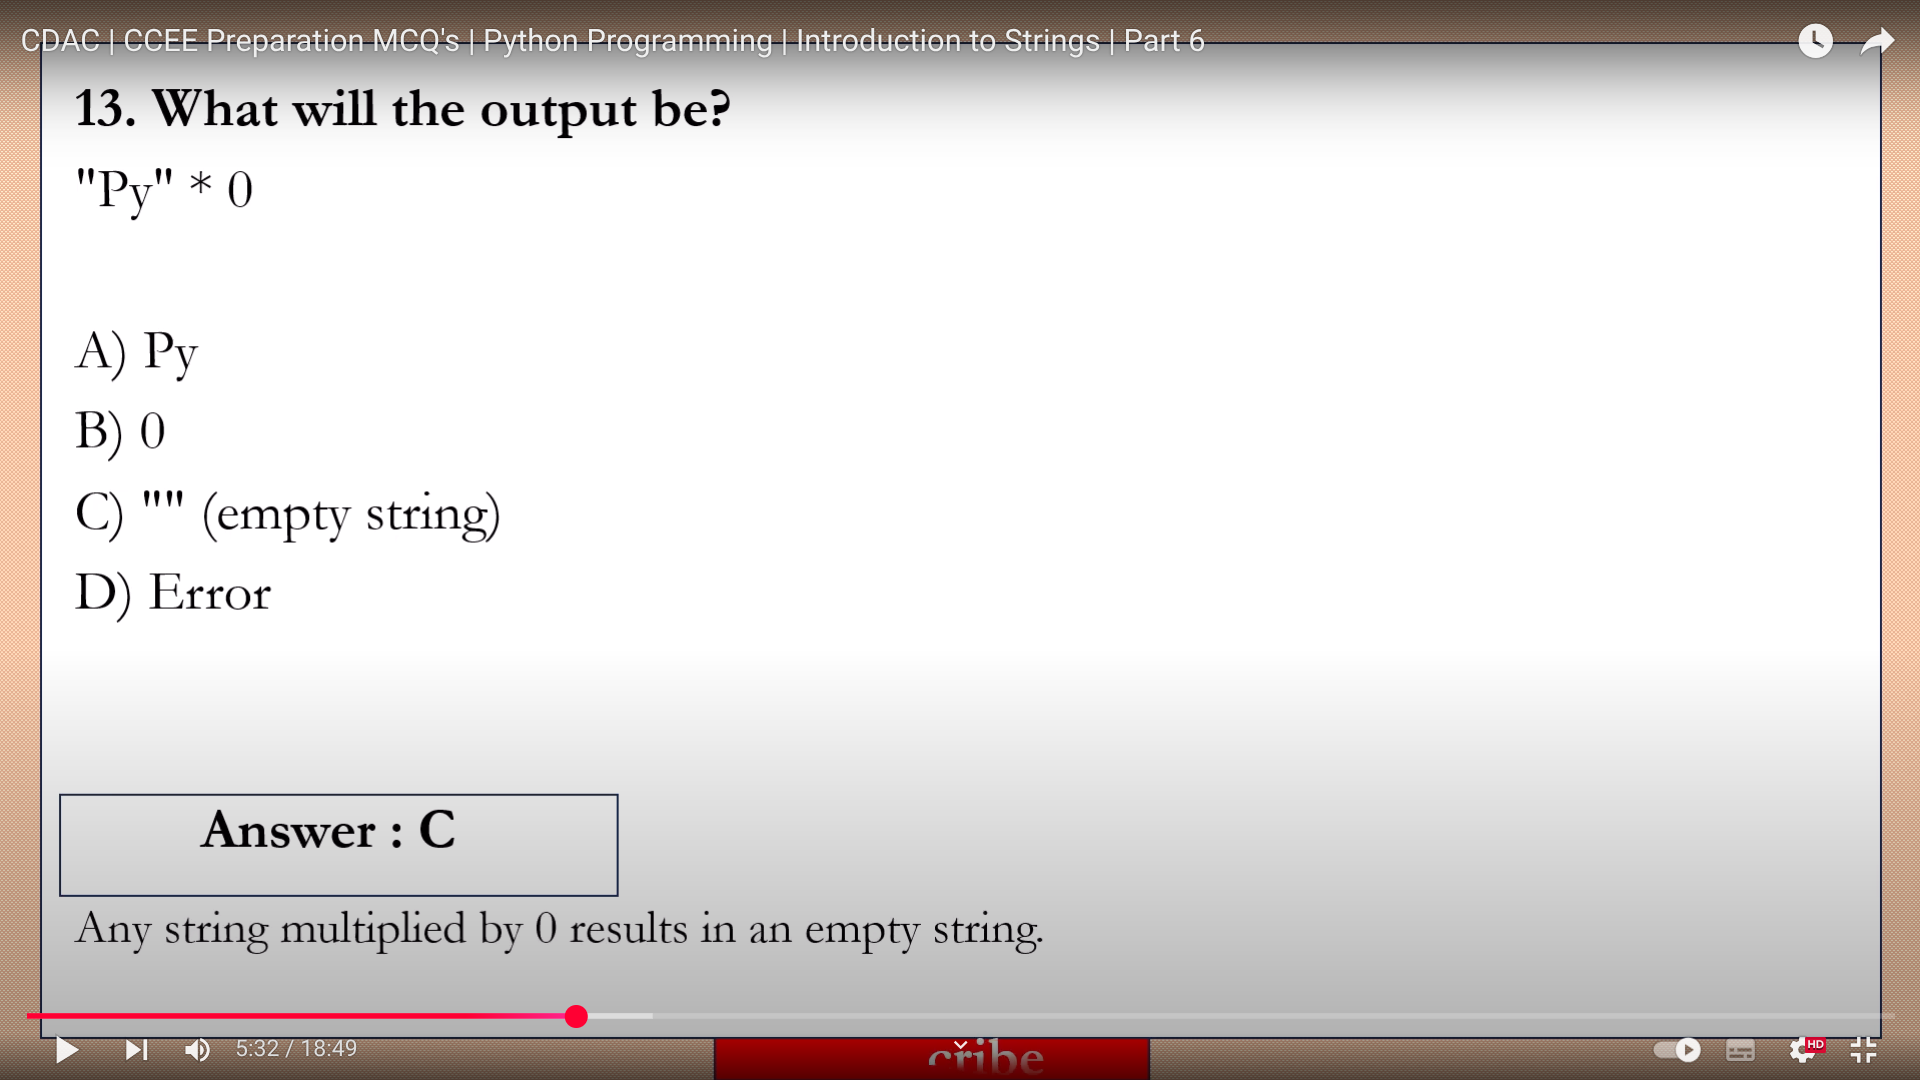 CDAC | CCEE Preparation MCQ's | Python Programming | Introduction to Strings | Part 6
13. What will the output be?
"Py" * 0
A) Py
B) 0
C) "" (empty string)
D) Error
Answer : C
Any string multiplied by 0 results in an empty string.
5:32 / 18:49
cribe
HD